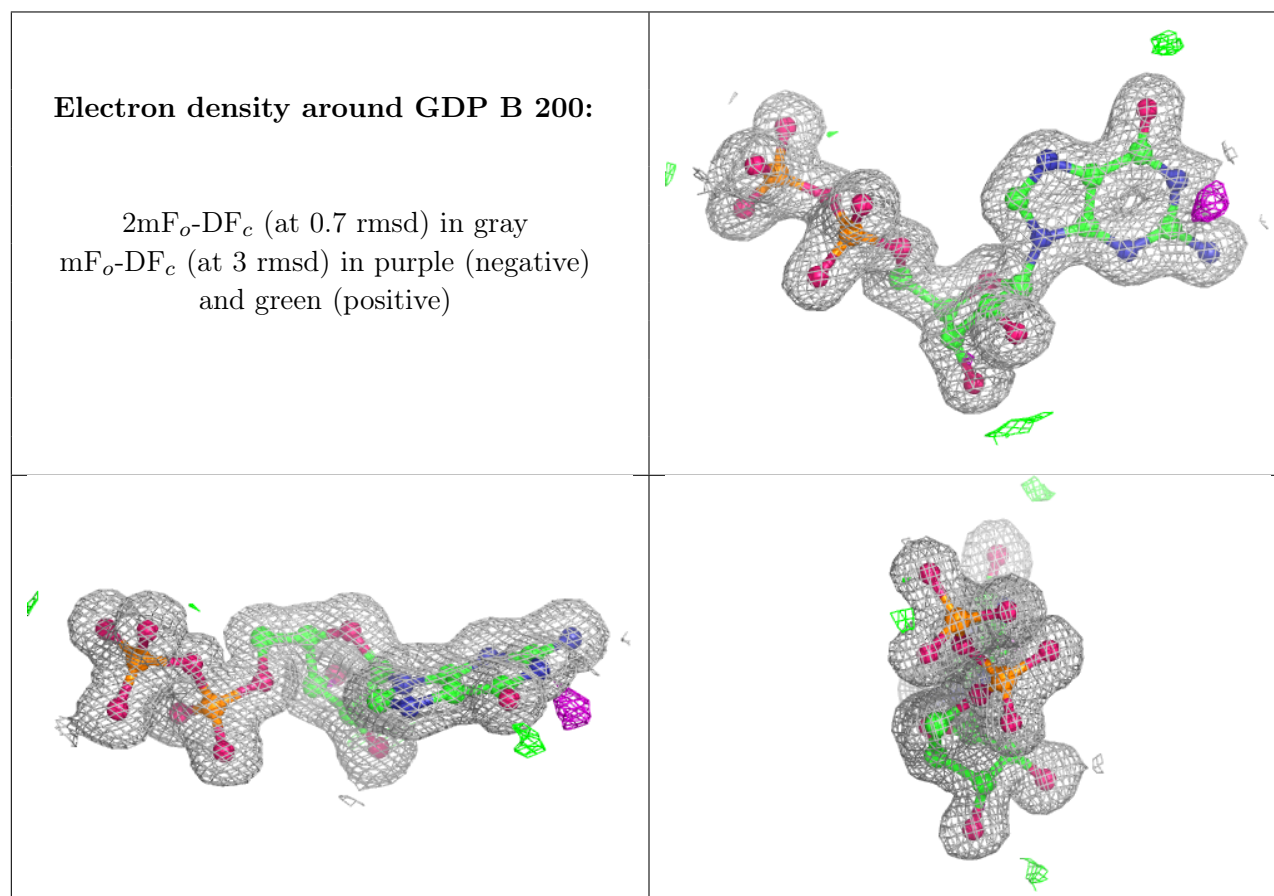 Electron density around GDP B 200:
2mFo-DFc (at 0.7 rmsd) in gray
mFo-DFc (at 3 rmsd) in purple (negative)
and green (positive)